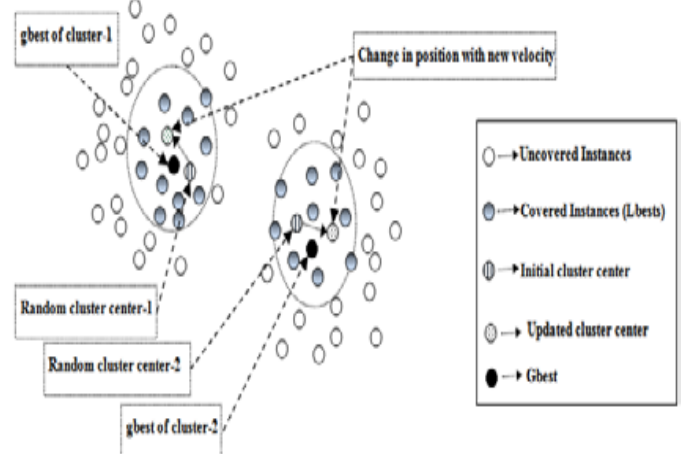 gbest of cluster-1
Change in position with new velocity
Uncovered Instances
Covered Instances (Lbests)
Initial cluster center
Updated cluster center
Gbest
Random cluster center-1
Random cluster center-2
gbest of cluster-2